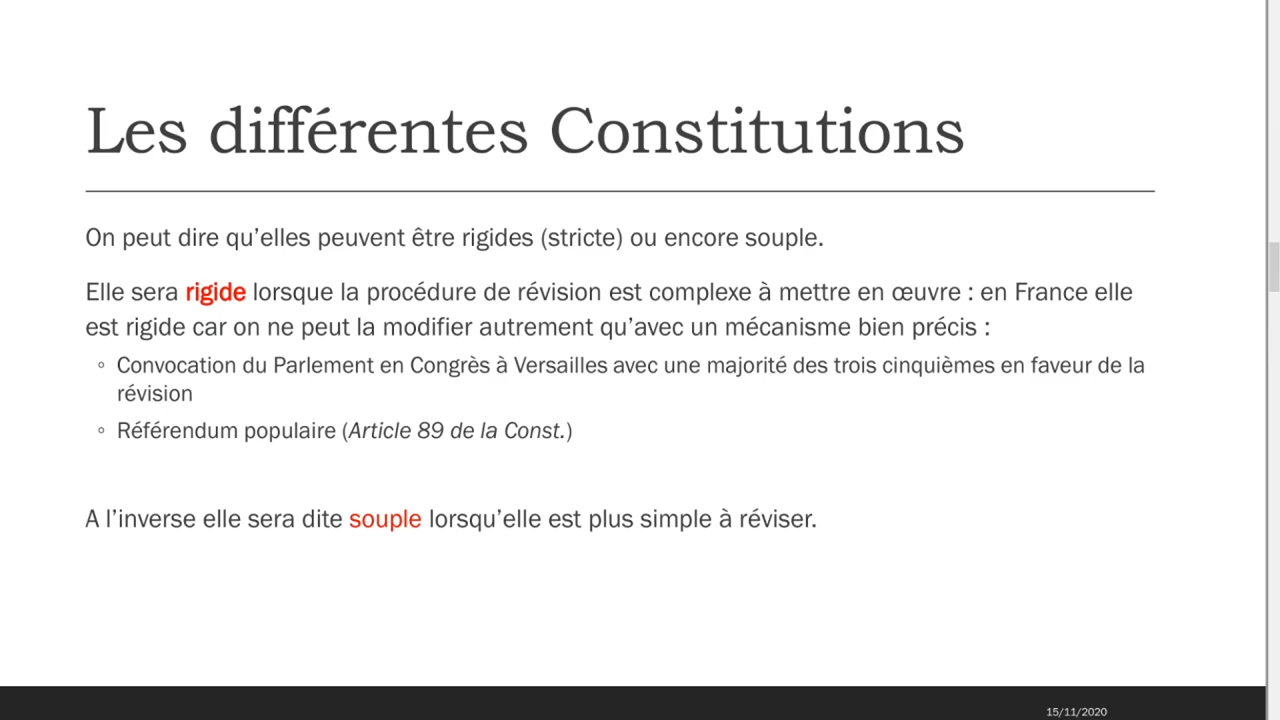 Les différentes Constitutions
On peut dire qu’elles peuvent être rigides (stricte) ou encore souple.
Elle sera rigide lorsque la procédure de révision est complexe à mettre en œuvre : en France elle
est rigide car on ne peut la modifier autrement qu’avec un mécanisme bien précis :
◦ Convocation du Parlement en Congrès à Versailles avec une majorité des trois cinquièmes en faveur de la
révision
◦ Référendum populaire (Article 89 de la Const.)
A l’inverse elle sera dite souple lorsqu’elle est plus simple à réviser.
15/11/2020